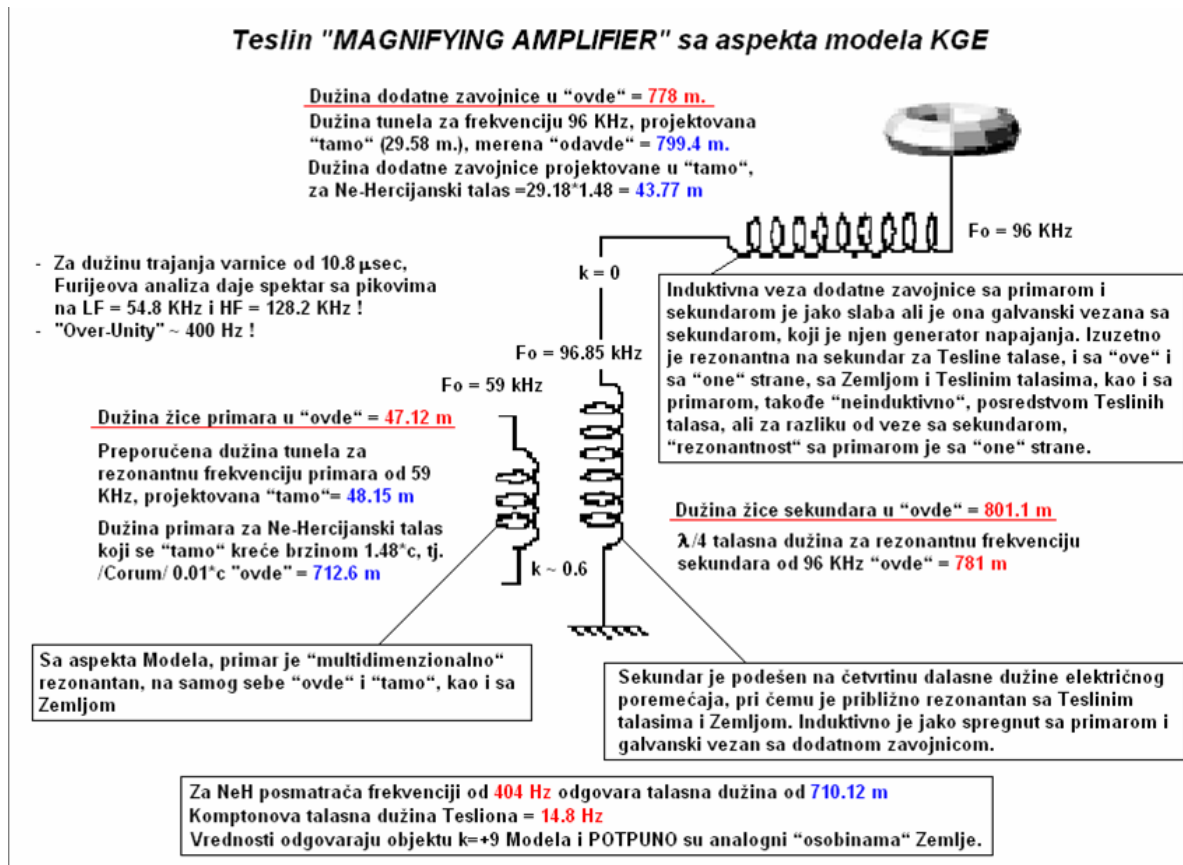 Teslin "MAGNIFYING AMPLIFIER" sa aspekta modela KGE
Dužina dodatne zavojnice u “ovde“ = 778 m.
Dužina tunela za frekvenciju 96 KHz, projektovana
“tamo“ (29.58 m.), merena “odavde“ = 799.4 m.
Dužina dodatne zavojnice projektovane u “tamo“,
za Ne-Hercijanski talas =29.18*1.48 = 43.77 m
Fo = 96 KHz
k = 0
- Za dužinu trajanja varnice od 10.8 µsec,
Furijeova analiza daje spektar sa pikovima
na LF = 54.8 KHz i HF = 128.2 KHz !
- "Over-Unity" ~ 400 Hz !
Induktivna veza dodatne zavojnice sa primarom i
sekundarom je jako slaba ali je ona galvanski vezana sa
sekundarom, koji je njen generator napajanja. Izuzetno
je rezonantna na sekundar za Tesline talase, i sa “ove“ i
sa “one“ strane, sa Zemljom i Teslinim talasima, kao i sa
primarom, takođe “neinduktivno“, posredstvom Teslinih
talasa, ali za razliku od veze sa sekundarom,
“rezonantnost“ sa primarom je sa “one“ strane.
Fo = 96.85 kHz
Fo = 59 kHz
Dužina žice primara u “ovde“ = 47.12 m
Preporučena dužina tunela za
rezonantnu frekvenciju primara od 59
KHz, projektovana “tamo“= 48.15 m
Dužina primara za Ne-Hercijanski talas
koji se “tamo“ kreće brzinom 1.48*c, tj.
/Corum/ 0.01*c "ovde" = 712.6 m
k ~ 0.6
Dužina žice sekundara u “ovde“ = 801.1 m
λ/4 talasna dužina za rezonantnu frekvenciju
sekundara od 96 KHz “ovde“ = 781 m
Sa aspekta Modela, primar je “multidimenzionalno“
rezonantan, na samog sebe “ovde“ i “tamo“, kao i sa
Zemljom
Sekundar je podešen na četvrtinu dalasne dužine električnog
poremećaja, pri čemu je približno rezonantan sa Teslinim
talasima i Zemljom. Induktivno je jako spregnut sa primarom i
galvanski vezan sa dodatnom zavojnicom.
Za NeH posmatrača frekvenciji od 404 Hz odgovara talasna dužina od 710.12 m
Komptonova talasna dužina Tesliona = 14.8 Hz
Vrednosti odgovaraju objektu k=+9 Modela i POTPUNO su analogni “osobinama“ Zemlje.